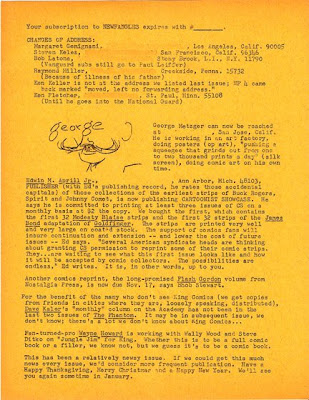 Your subscription to NEWFANGLES expires with #
CHANGES OF ADDRESS:
Margaret Gemignani, , Los Angeles, Calif. 90005
Steven Keler, San Francisco, Calif. 96346
Bob Latona, Stony Brook, L.I., N.Y. 11790
(Vanguard subs still go to Paul Laiffer)
Raymond Miller, Creekside, Penna. 15732
(Because of illness of his father)
Ken Keller is not at the address we listed last issue; NF 4 came
back marked "moved, left no forwarding address."
Ken Fletcher, , St. Paul, Minn. 55108
(Until he goes into the National Guard)
george
George Metzger can now be reached
at , San Jose, Calif.
He is working in an art factory,
doing posters (op art), "pushing a
squeegee that grinds out from one
to two thousand prints a day" (silk
screen), doing comic art on his own
time.
Edwin M. Aprill Jr., , Ann Arbor, Mich. 48103,
PUBLISHER (with EA's publishing record, he rates those accidental
capitals) of those collections of the earliest strips of Buck Rogers,
Spirit and Johnny Comet, is now publishing CARTOONIST SHOWCASE. He
says he is committed to printing at least three issues of CS on a
monthly basis at $2 the copy. We bought the first, which contains
the first 32 Modesty Blaise strips and the first 32 strips of the James
Bond adaptation of Goldfinger. The strips are printed very well
and very large on coated stock. The support of comics fans will
insure continuation and extension - and lower the cost of future
issues -- Ed says. "Several American syndicate heads are thinking
about granting CS permission to reprint some of their comic strips.
They...are waiting to see what this first issue looks like and how
it will be accepted by comic collectors. The possibilities are
endless," Ed writes. It is, in other words, up to you.
Another comics reprint, the long-promised Flash Gordon volume from
Nostalgia Press, is now due Nov. 17, says Bhob Stewart.
For the benefit of the many who don't see King Comics (we get copies
from friends in cities where they are, loosely speaking, distributed),
Dave Kaler's "monthly" column on the Academy has not been in the
last two issues of The Phantom. It may be in subsequent issue, we
don't know; there's a lot we don't know about King Comics...
Fan-turned-pro Wayne Howard is working with Wally Wood and Steve
Ditko on "Jungle Jim" for King. Whether this is to be a full comic
book or a filler, we know not, but we guess it's to be a comic book.
This has been a relatively newsy issue. If we could get this much
news every issue, we'd consider more frequent publication. Have a
Happy Thanksgiving, Merry Christmas and a Happy New Year. We'll see
you again sometime in January.